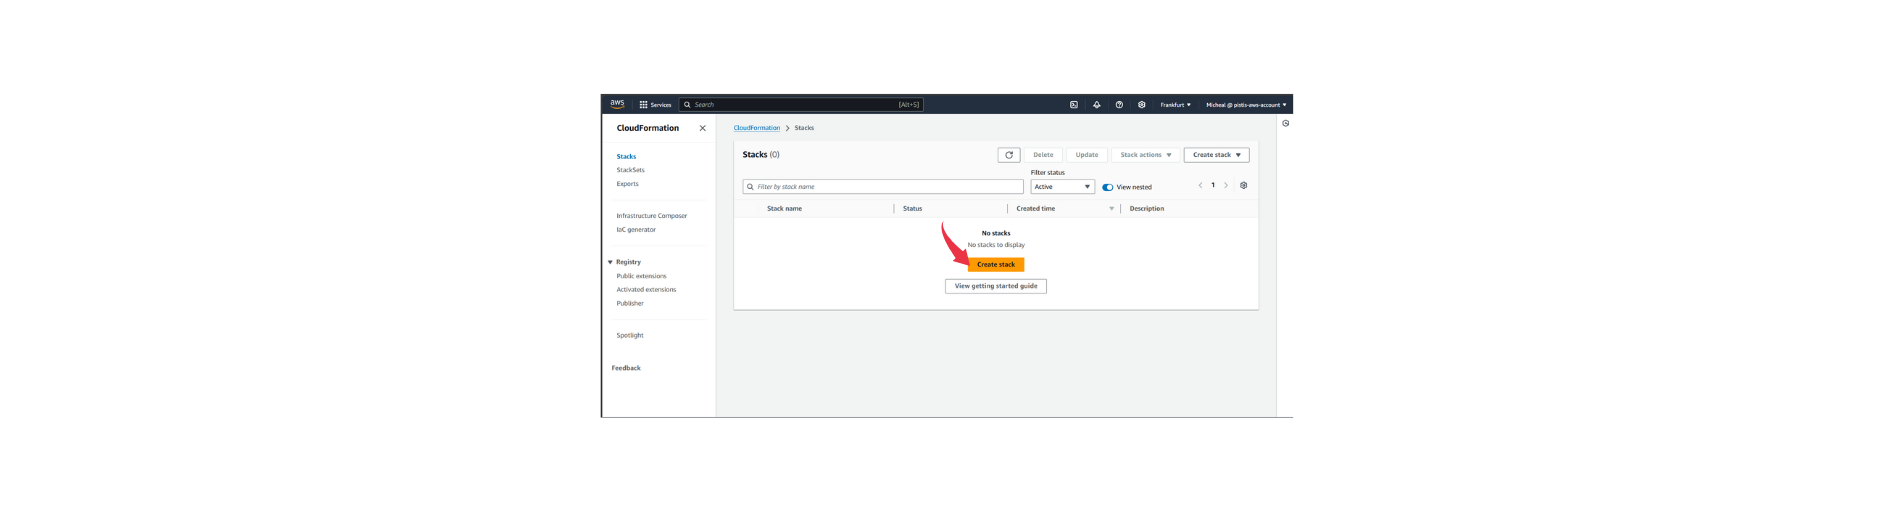 aws Services Search [Alt+S] Frankfurt Micheal @ pistis-aws-account
CloudFormation
Stacks
StackSets
Exports
Infrastructure Composer
IaC generator
Registry
Public extensions
Activated extensions
Publisher
Spotlight
Feedback
CloudFormation > Stacks
Stacks (0) Delete Update Stack actions Create stack
Filter status
Filter by stack name Active View nested 1
Stack name Status Created time Description
No stacks
No stacks to display
Create stack
View getting started guide